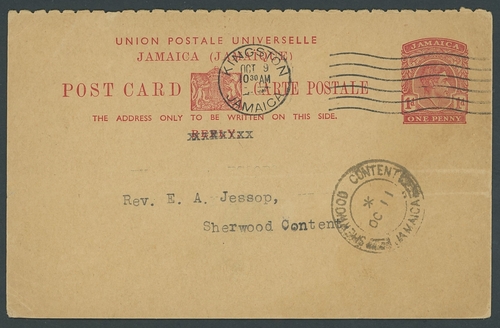 UNION POSTALE UNIVERSELLE
JAMAICA (JAMAÏQUE)
POST CARD CARTE POSTALE
THE ADDRESS ONLY TO BE WRITTEN ON THIS SIDE.
REPLY
KINGSTON
OCT 9
10 30 AM
JAMAICA
JAMAICA
1d 1d
ONE PENNY
Rev. E. A. Jessop,
Sherwood Content
SHERWOOD CONTENT
*
OC 11
JAMAICA